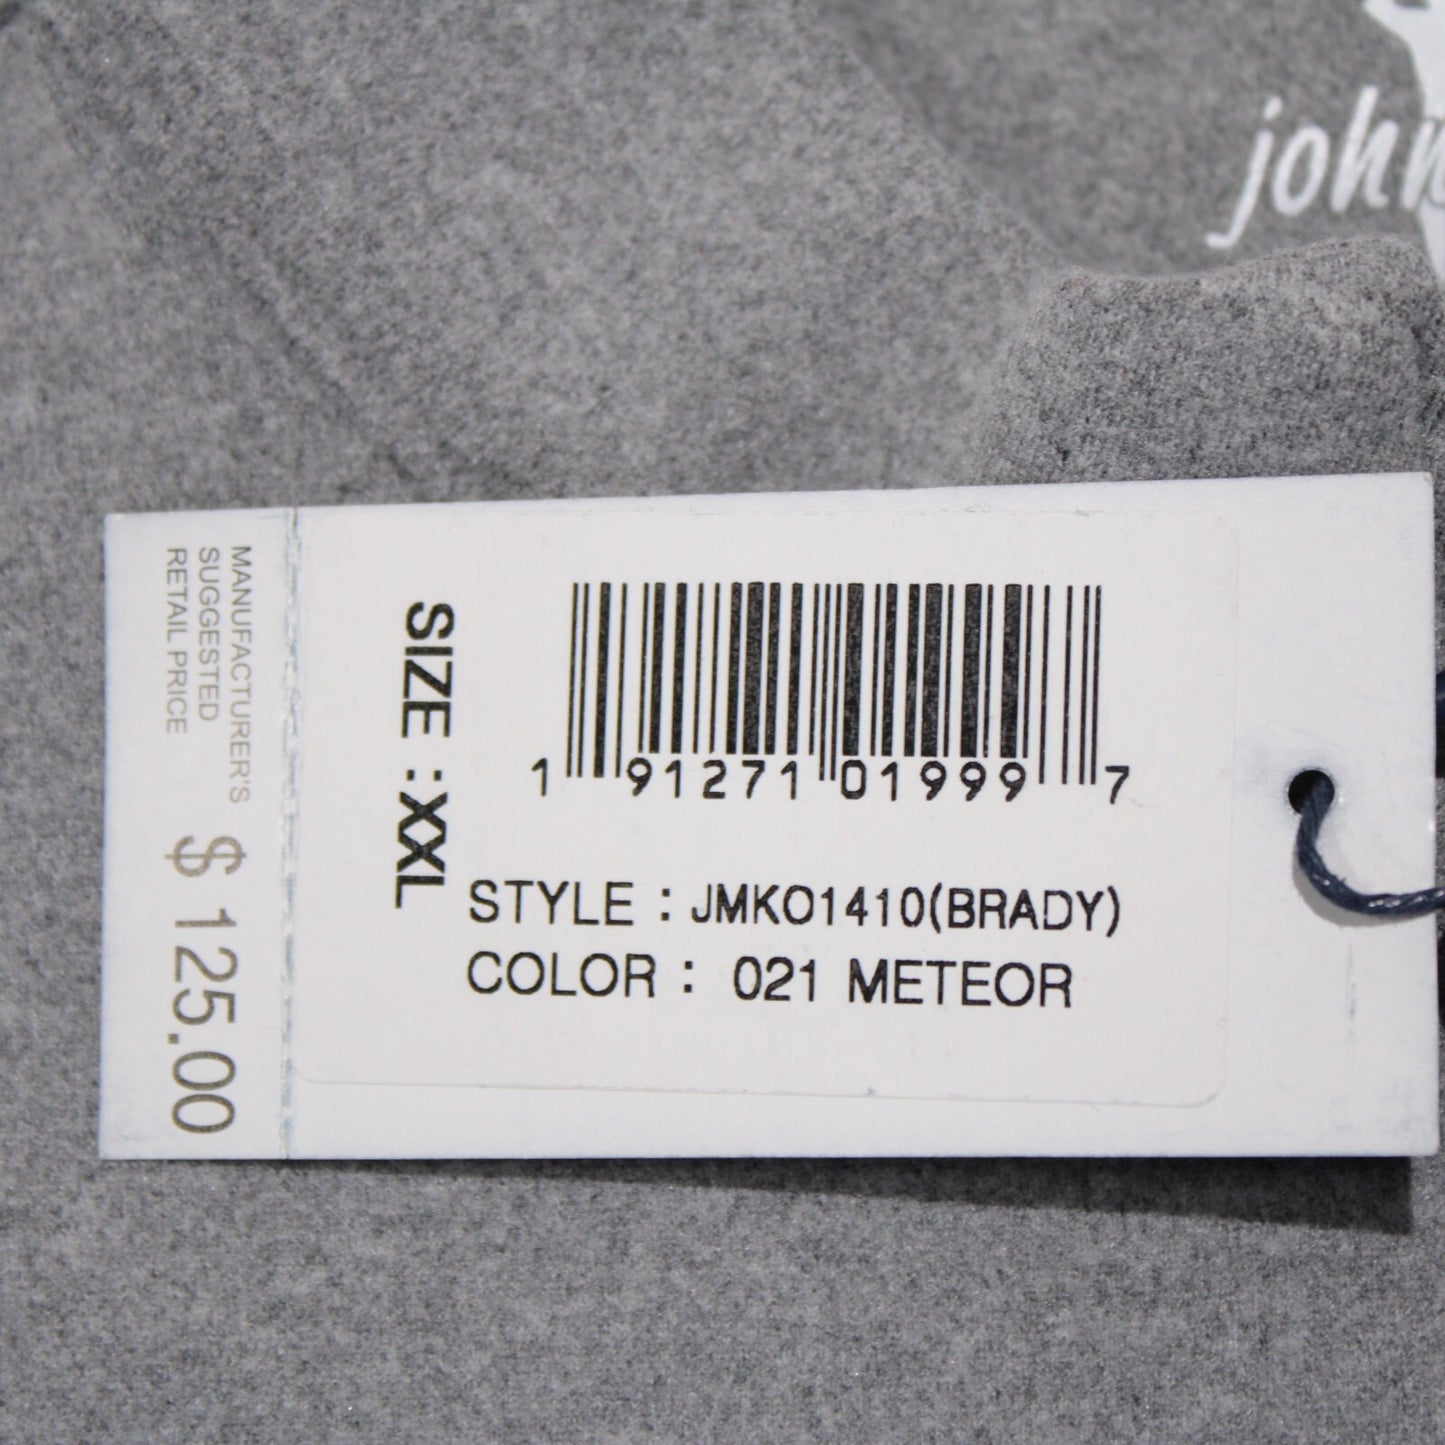 john
MANUFACTURER'S
SUGGESTED
RETAIL PRICE
$ 125.00
SIZE : XXL
1 91271 01999 7
STYLE : JMKO1410(BRADY)
COLOR : 021 METEOR